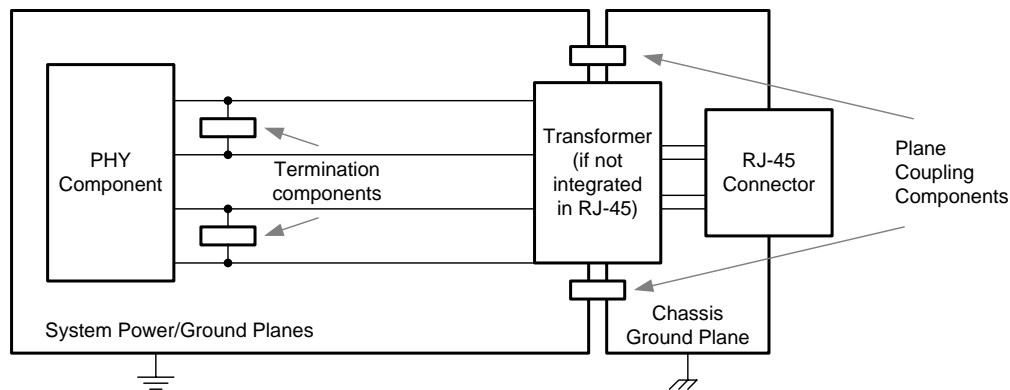 PHY
Component
Termination
components
Transformer
(if not
integrated
in RJ-45)
RJ-45
Connector
Plane
Coupling
Components
System Power/Ground Planes
Chassis
Ground Plane